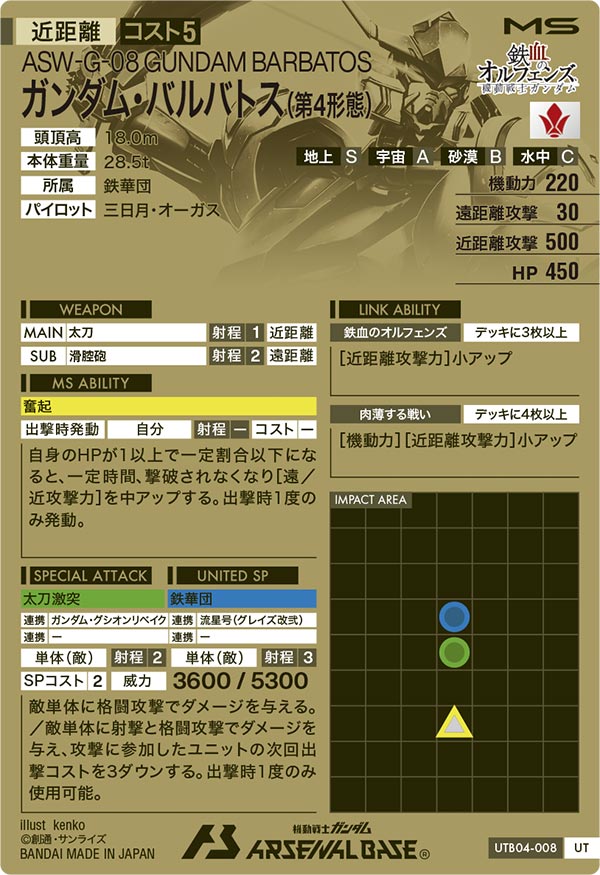 近距離 コスト5 MS
ASW-G-08 GUNDAM BARBATOS
ガンダム・バルバトス(第4形態)
鉄血のオルフェンズ
機動戦士ガンダム
頭頂高 18.0m
本体重量 28.5t
所属 鉄華団
パイロット 三日月・オーガス
地上 S 宇宙 A 砂漠 B 水中 C
機動力 220
遠距離攻撃 30
近距離攻撃 500
HP 450
WEAPON
MAIN 太刀 射程 1 近距離
SUB 滑腔砲 射程 2 遠距離
MS ABILITY
奮起
出撃時発動 自分 射程 ー コスト ー
自身のHPが1以上で一定割合以下にな
ると、一定時間、撃破されなくなり[遠／
近攻撃力]を中アップする。出撃時1度の
み発動。
LINK ABILITY
鉄血のオルフェンズ デッキに3枚以上
[近距離攻撃力]小アップ
肉薄する戦い デッキに4枚以上
[機動力][近距離攻撃力]小アップ
IMPACT AREA
SPECIAL ATTACK UNITED SP
太刀激突 鉄華団
連携 ガンダム・グシオンリベイク 連携 流星号(グレイズ改弐)
連携 ー 連携 ー
単体(敵) 射程 2 単体(敵) 射程 3
SPコスト 2 威力 3600 / 5300
敵単体に格闘攻撃でダメージを与える。
／敵単体に射撃と格闘攻撃でダメージを
与え、攻撃に参加したユニットの次回出
撃コストを3ダウンする。出撃時1度のみ
使用可能。
illust kenko
©創通・サンライズ
BANDAI MADE IN JAPAN
機動戦士ガンダム
AB ARSENAL BASE®
UTB04-008 UT